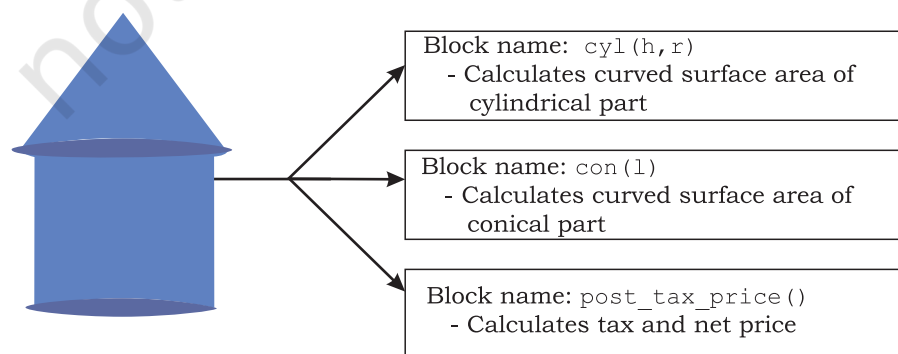 no
Block name: cyl(h,r)
- Calculates curved surface area of
cylindrical part
Block name: con(l)
- Calculates curved surface area of
conical part
Block name: post_tax_price()
- Calculates tax and net price